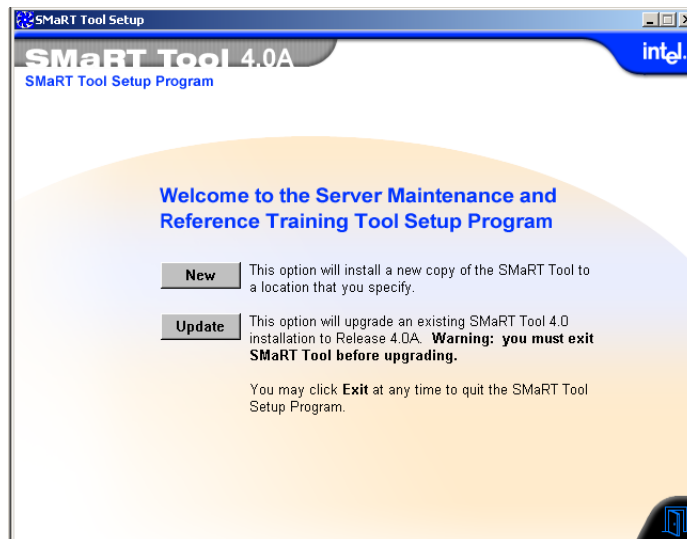 SMaRT Tool Setup
SMaRT Tool 4.0A
intel.
SMaRT Tool Setup Program
Welcome to the Server Maintenance and
Reference Training Tool Setup Program
New
This option will install a new copy of the SMaRT Tool to
a location that you specify.
Update
This option will upgrade an existing SMaRT Tool 4.0
installation to Release 4.0A. Warning: you must exit
SMaRT Tool before upgrading.
You may click Exit at any time to quit the SMaRT Tool
Setup Program.